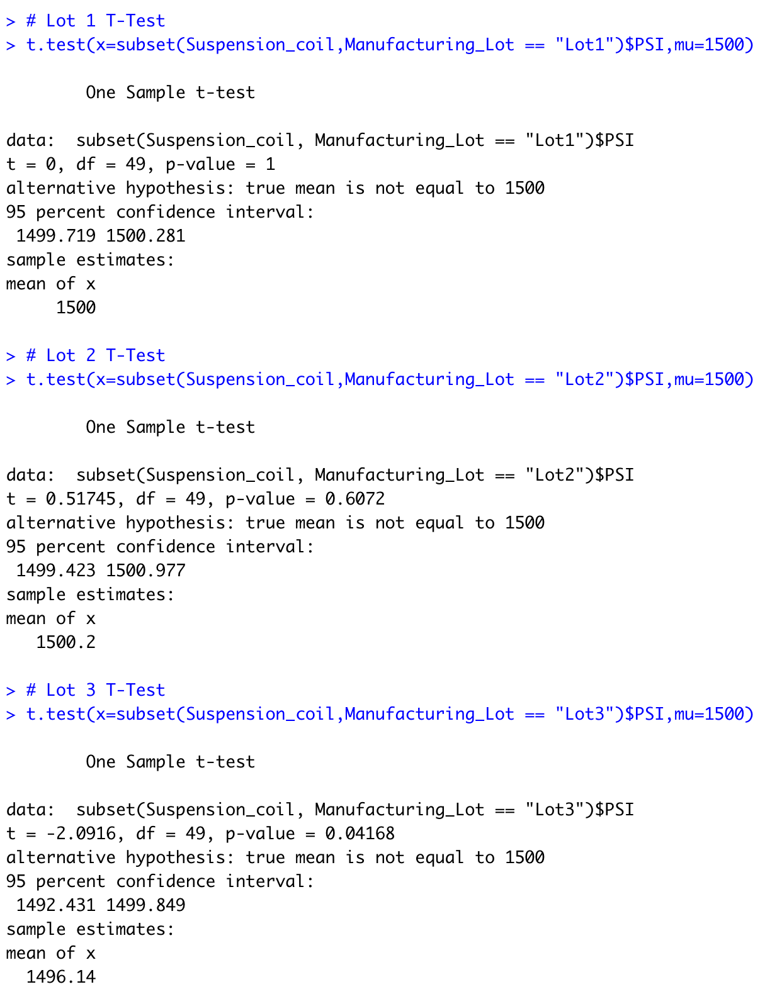 > # Lot 1 T-Test
> t.test(x=subset(Suspension_coil,Manufacturing_Lot == "Lot1")$PSI,mu=1500)
One Sample t-test
data:  subset(Suspension_coil, Manufacturing_Lot == "Lot1")$PSI
t = 0, df = 49, p-value = 1
alternative hypothesis: true mean is not equal to 1500
95 percent confidence interval:
1499.719 1500.281
sample estimates:
mean of x
1500
> # Lot 2 T-Test
> t.test(x=subset(Suspension_coil,Manufacturing_Lot == "Lot2")$PSI,mu=1500)
One Sample t-test
data:  subset(Suspension_coil, Manufacturing_Lot == "Lot2")$PSI
t = 0.51745, df = 49, p-value = 0.6072
alternative hypothesis: true mean is not equal to 1500
95 percent confidence interval:
1499.423 1500.977
sample estimates:
mean of x
1500.2
> # Lot 3 T-Test
> t.test(x=subset(Suspension_coil,Manufacturing_Lot == "Lot3")$PSI,mu=1500)
One Sample t-test
data:  subset(Suspension_coil, Manufacturing_Lot == "Lot3")$PSI
t = -2.0916, df = 49, p-value = 0.04168
alternative hypothesis: true mean is not equal to 1500
95 percent confidence interval:
1492.431 1499.849
sample estimates:
mean of x
1496.14